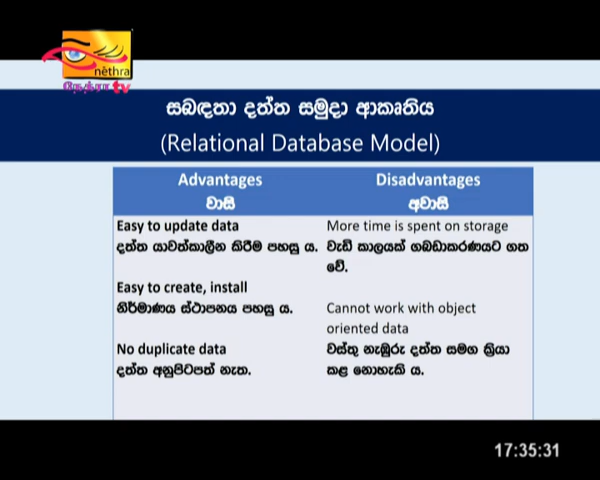 nethra
நேத்ரா tv
සබඳතා දත්ත සමුදා ආකෘතිය
(Relational Database Model)
Advantages
වාසි
Disadvantages
අවාසි
Easy to update data
දත්ත යාවත්කාලීන කිරීම පහසු ය.
More time is spent on storage
වැඩි කාලයක් ගබඩාකරණයට ගත
වේ.
Easy to create, install
නිර්මාණය ස්ථාපනය පහසු ය.
Cannot work with object
oriented data
වස්තු නැඹුරු දත්ත සමග ක්‍රියා
කළ නොහැකි ය.
No duplicate data
දත්ත අනුපිටපත් නැත.
17:35:31